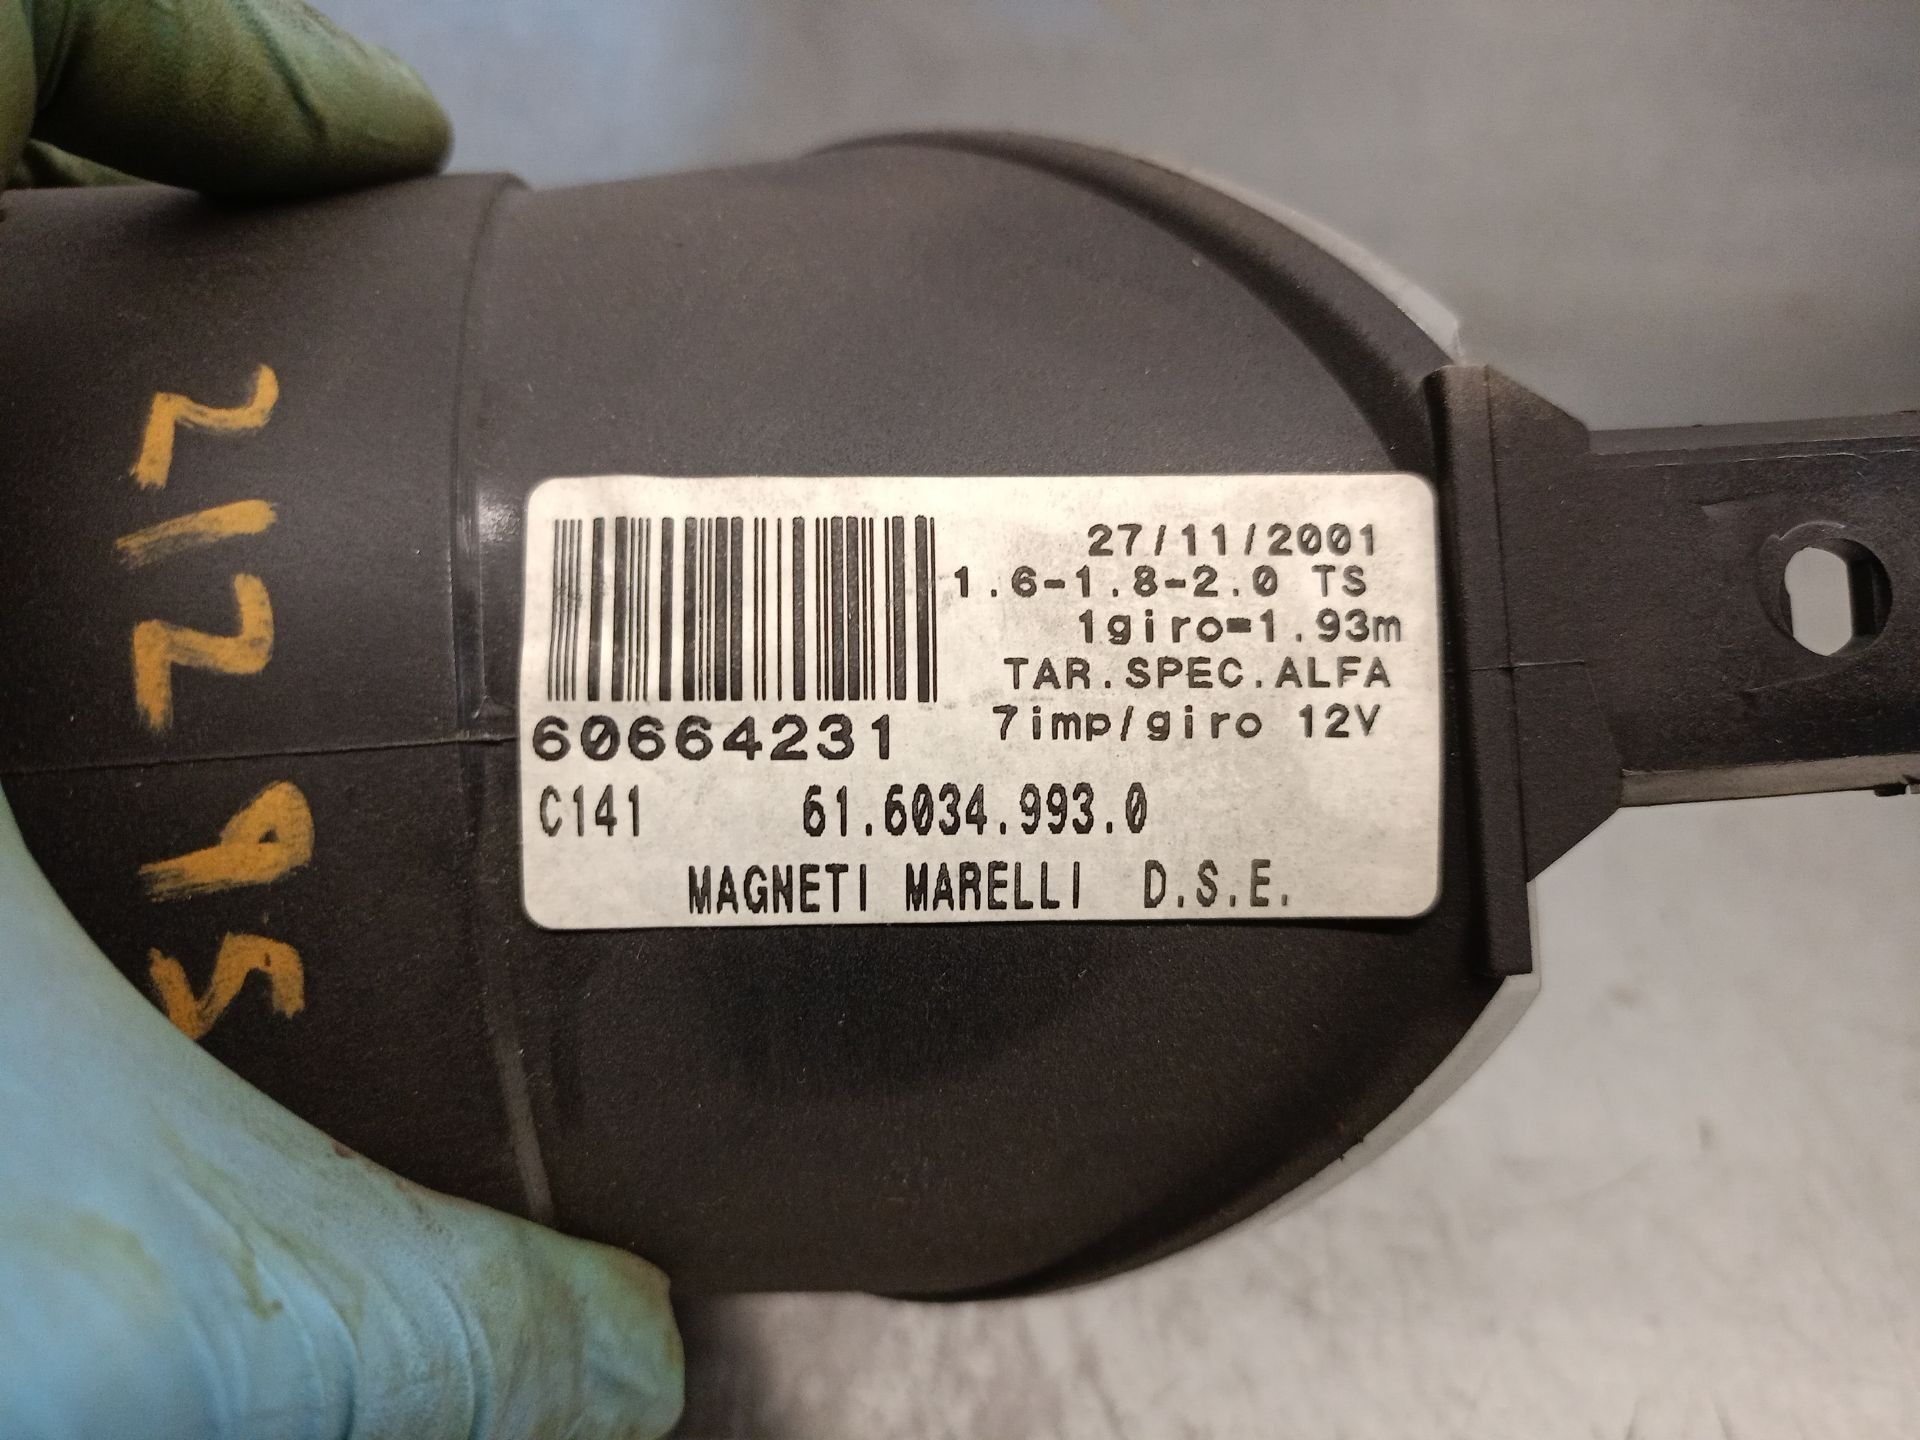 27/11/2001
1.6-1.8-2.0 TS
1giro=1.93m
TAR.SPEC.ALFA
7imp/giro 12V
60664231
C141 61.6034.993.0
MAGNETI MARELLI D.S.E.